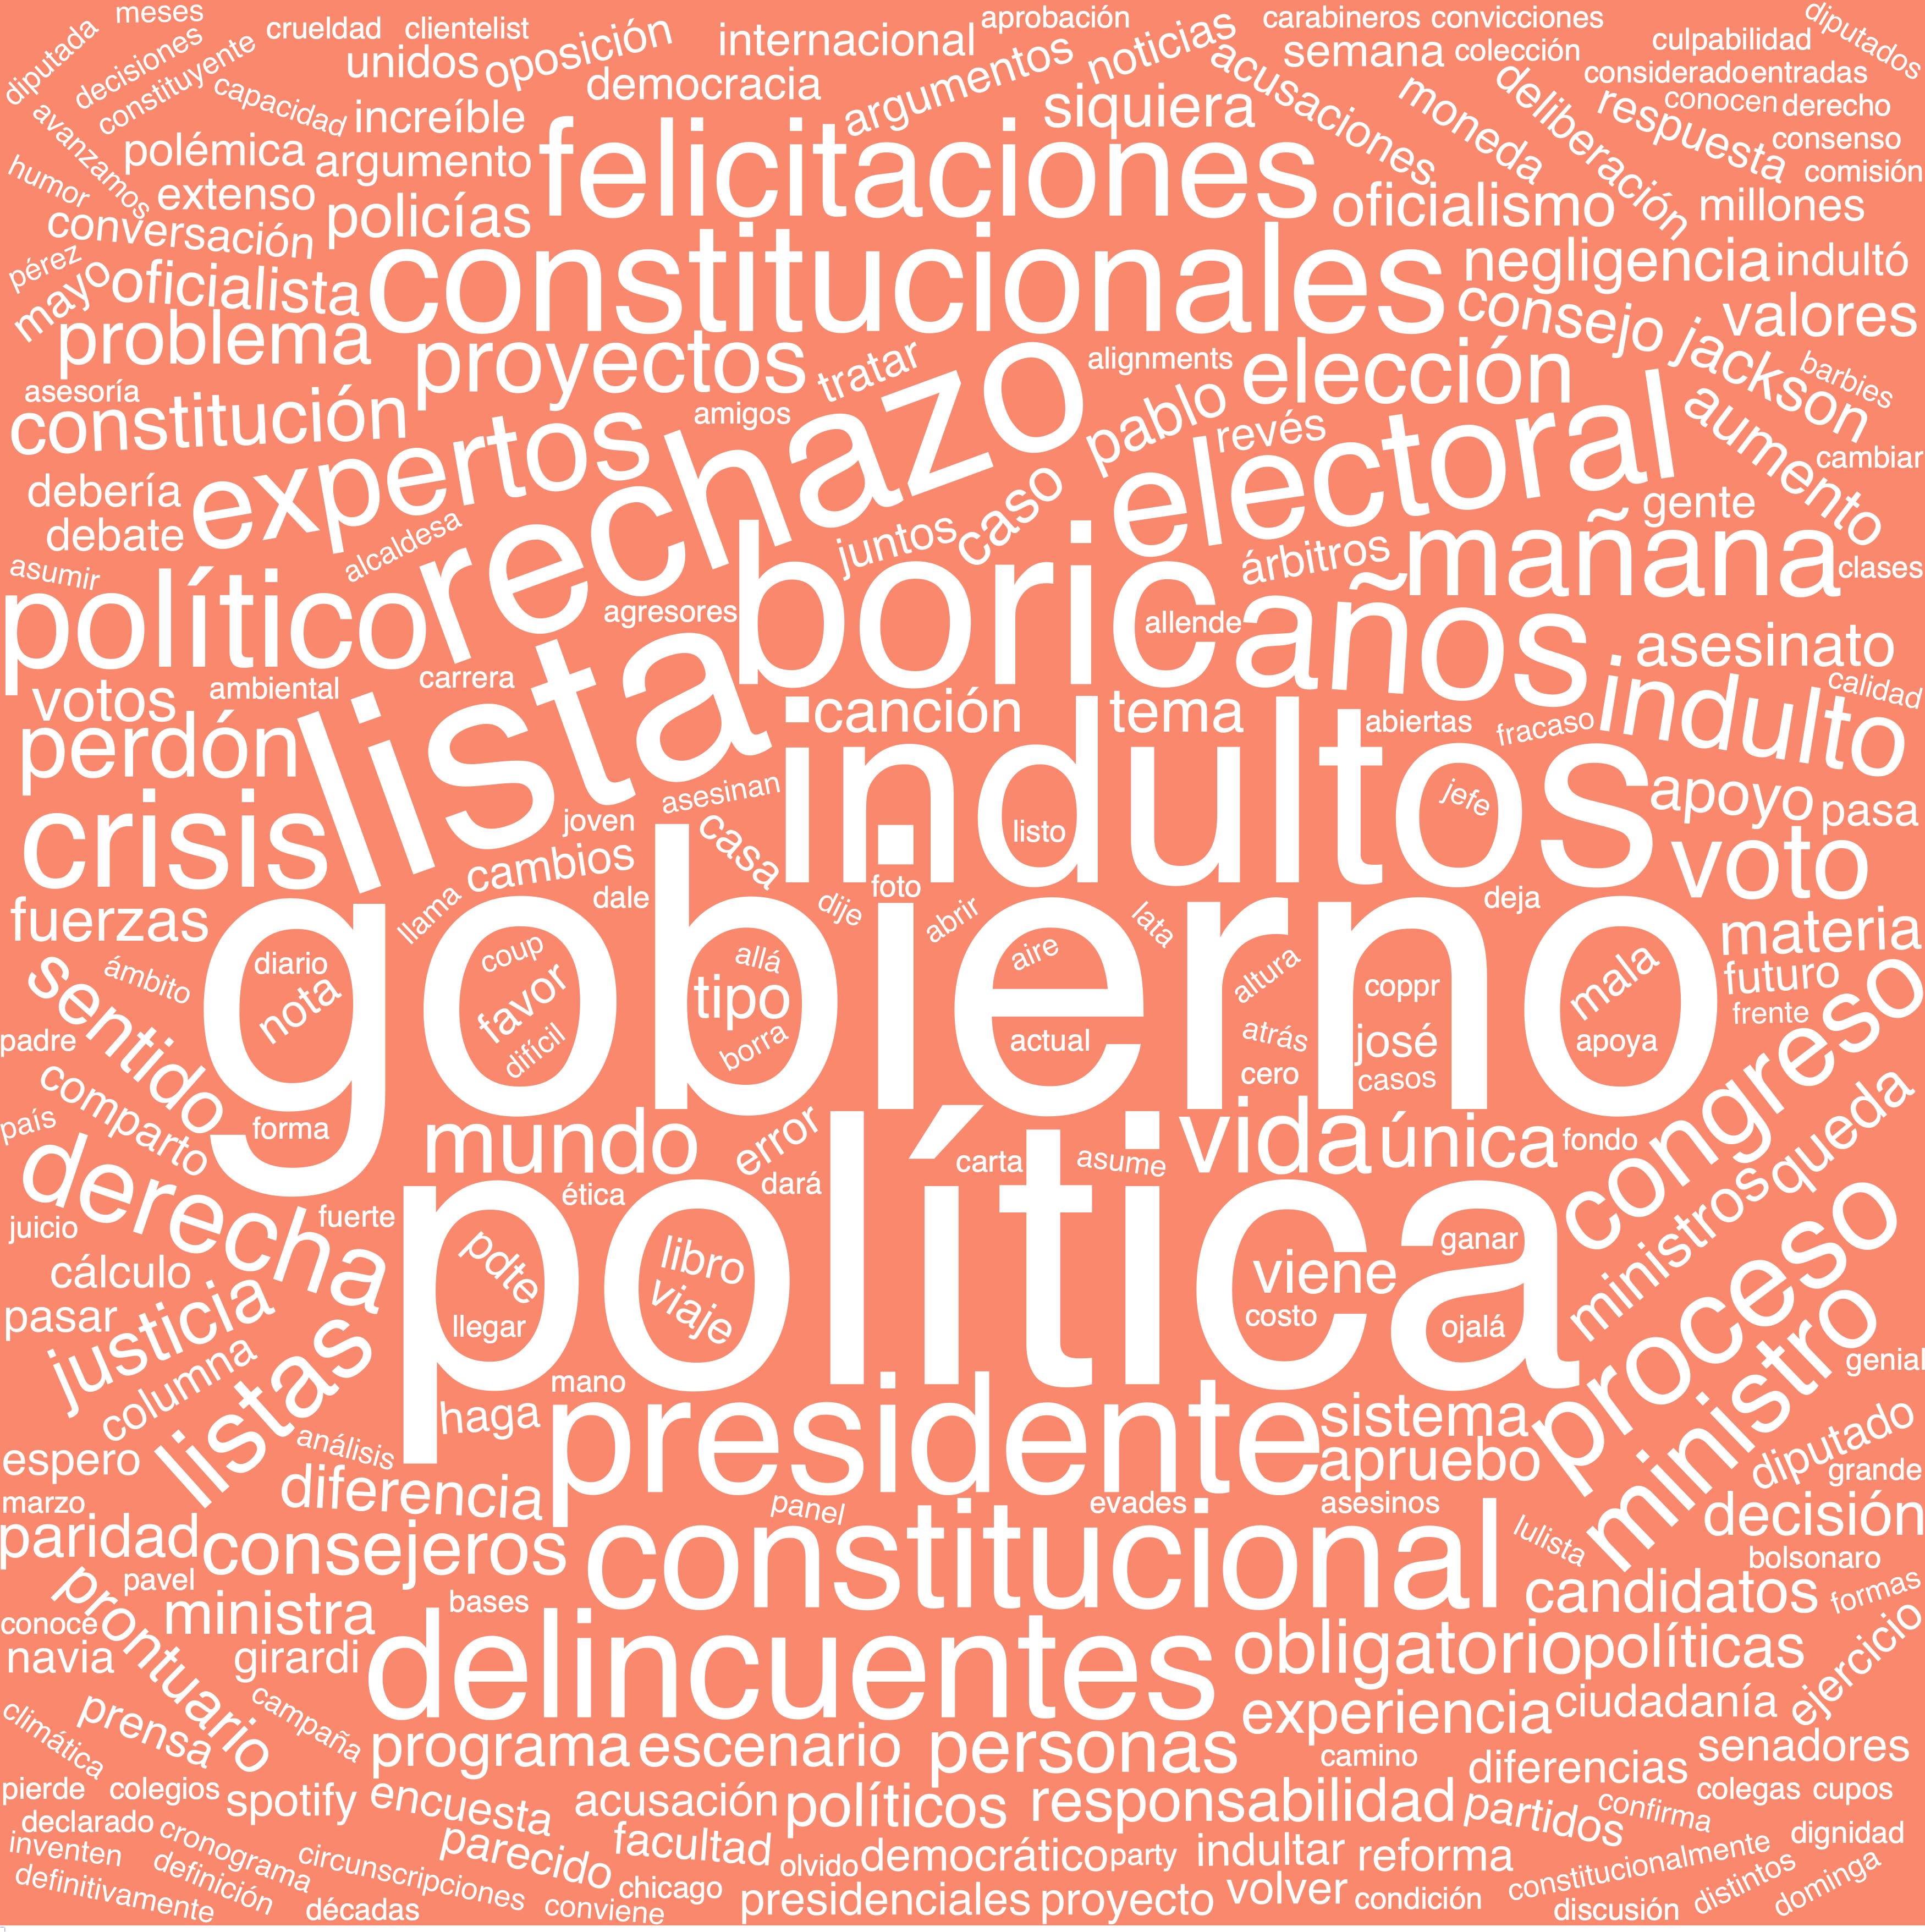 meses
crueldad
clientelist
aprobación
carabineros
convicciones
diputados
diputada
decisiones
constituyente
unidos
oposición
internacional
noticias
semana
colección
culpabilidad
considerado
entradas
capacidad
democracia
argumentos
acusaciones
moneda
deliberación
respuesta
conocen
derecho
avanzamos
increíble
siquiera
consenso
humor
polémica
argumento
felicitaciones
comisión
extenso
policías
oficialismo
millones
conversación
pérez
mayo
oficialista
constitucionales
negligencia
indultó
problema
proyectos
tratar
alignments
elección
consejo
jackson
valores
asesoría
amigos
pablo
barbies
constitución
expertos
rechazo
revés
electoral
aumento
cambiar
debería
gente
debate
alcaldesa
juntos
caso
árbitros
mañana
clases
asumir
político
agresores
boric
allende
años
asesinato
votos
ambiental
carrera
canción
tema
abiertas
fracaso
indulto
calidad
perdón
lista
indultos
crisis
asesinan
joven
casa
listo
jefe
apoyo
pasa
cambios
voto
llama
dale
dije
foto
abrir
lata
deja
fuerzas
materia
sentido
ámbito
diario
nota
gobierno
coup
favor
difícil
allá
tipo
borra
aire
actual
altura
atrás
coppr
josé
mala
apoya
futuro
frente
padre
cero
casos
congreso
comparto
país
forma
mundo
error
dará
carta
asume
vida
única
fondo
queda
derecha
ética
ministros
juicio
fuerte
política
cálculo
pdte
libro
viaje
viene
ganar
proceso
pasar
justicia
llegar
costo
ojalá
columna
listas
mano
ministro
genial
haga
presidente
sistema
espero
análisis
apruebo
diputado
grande
marzo
diferencia
panel
evades
asesinos
decisión
paridad
consejeros
constitucional
lulista
bolsonaro
pavel
prontuario
bases
candidatos
formas
conoce
ministra
navia
girardi
delincuentes
obligatorio
políticas
ejercicio
climática
prensa
campaña
experiencia
ciudadanía
programa
escenario
personas
camino
diferencias
senadores
pierde
colegios
spotify
encuesta
acusación
políticos
responsabilidad
partidos
colegas
cupos
confirma
declarado
inventen
cronograma
circunscripciones
parecido
facultad
olvido
democrático
party
indultar
reforma
constitucionalmente
dignidad
definitivamente
definición
décadas
conviene
chicago
presidenciales
proyecto
volver
condición
discusión
distintos
dominga